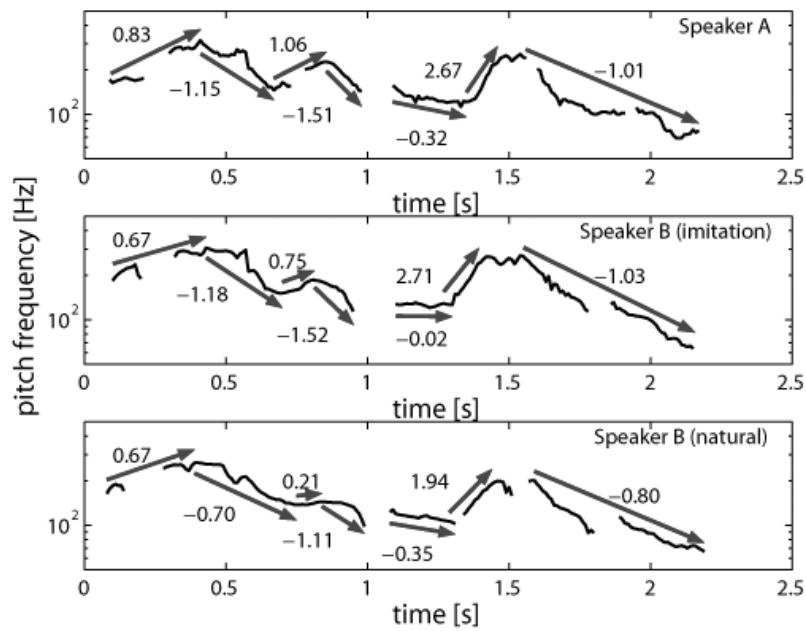 Speaker A
0.83
1.06
2.67
−1.01
−1.15
−1.51
−0.32
10²
0 0.5 1 1.5 2 2.5
time [s]
pitch frequency [Hz]
Speaker B (imitation)
0.67
0.75
2.71
−1.03
−1.18
−1.52
−0.02
10²
0 0.5 1 1.5 2 2.5
time [s]
Speaker B (natural)
0.67
0.21
1.94
−0.80
−0.70
−1.11
−0.35
10²
0 0.5 1 1.5 2 2.5
time [s]